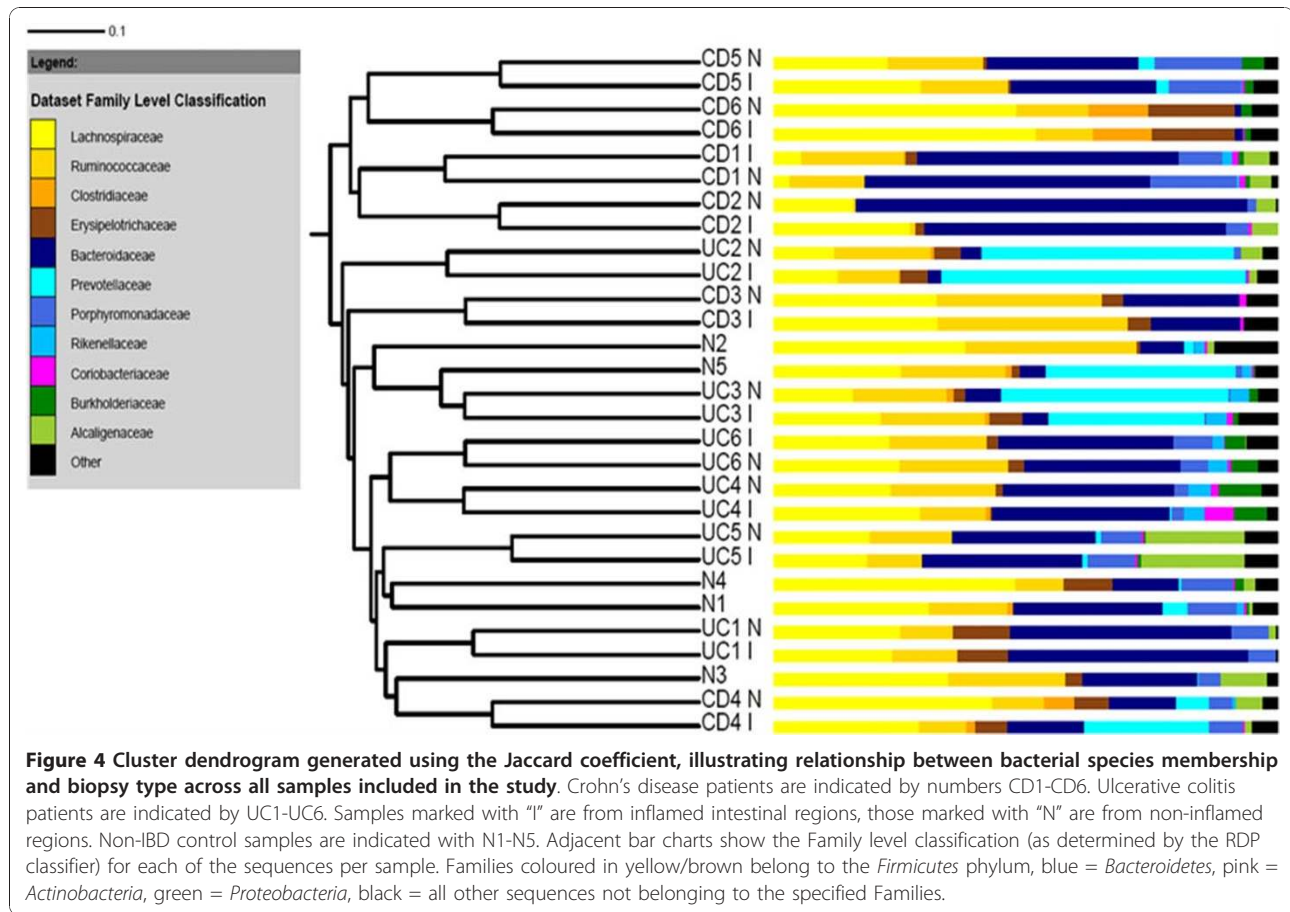 0.1
Legend:
Dataset Family Level Classification
Lachnospiraceae
Ruminococcaceae
Clostridiaceae
Erysipelotrichaceae
Bacteroidaceae
Prevotellaceae
Porphyromonadaceae
Rikenellaceae
Coriobacteriaceae
Burkholderiaceae
Alcaligenaceae
Other
CD5 N
CD5 I
CD6 N
CD6 I
CD1 I
CD1 N
CD2 N
CD2 I
UC2 N
UC2 I
CD3 N
CD3 I
N2
N5
UC3 N
UC3 I
UC6 I
UC6 N
UC4 N
UC4 I
UC5 N
UC5 I
N4
N1
UC1 N
UC1 I
N3
CD4 N
CD4 I
Figure 4 Cluster dendrogram generated using the Jaccard coefficient, illustrating relationship between bacterial species membership
and biopsy type across all samples included in the study. Crohn's disease patients are indicated by numbers CD1-CD6. Ulcerative colitis
patients are indicated by UC1-UC6. Samples marked with "I" are from inflamed intestinal regions, those marked with "N" are from non-inflamed
regions. Non-IBD control samples are indicated with N1-N5. Adjacent bar charts show the Family level classification (as determined by the RDP
classifier) for each of the sequences per sample. Families coloured in yellow/brown belong to the Firmicutes phylum, blue = Bacteroidetes, pink =
Actinobacteria, green = Proteobacteria, black = all other sequences not belonging to the specified Families.